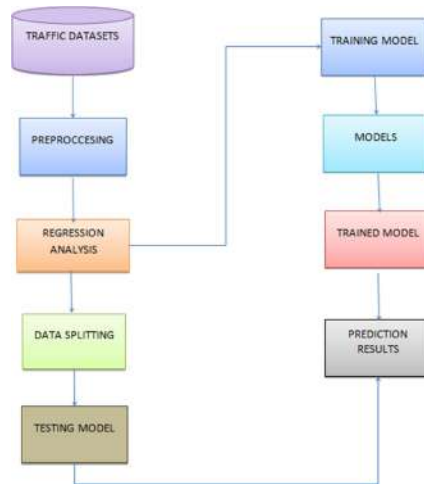 TRAFFIC DATASETS
PREPROCCESING
REGRESSION
ANALYSIS
DATA SPLITTING
TESTING MODEL
TRAINING MODEL
MODELS
TRAINED MODEL
PREDICTION
RESULTS